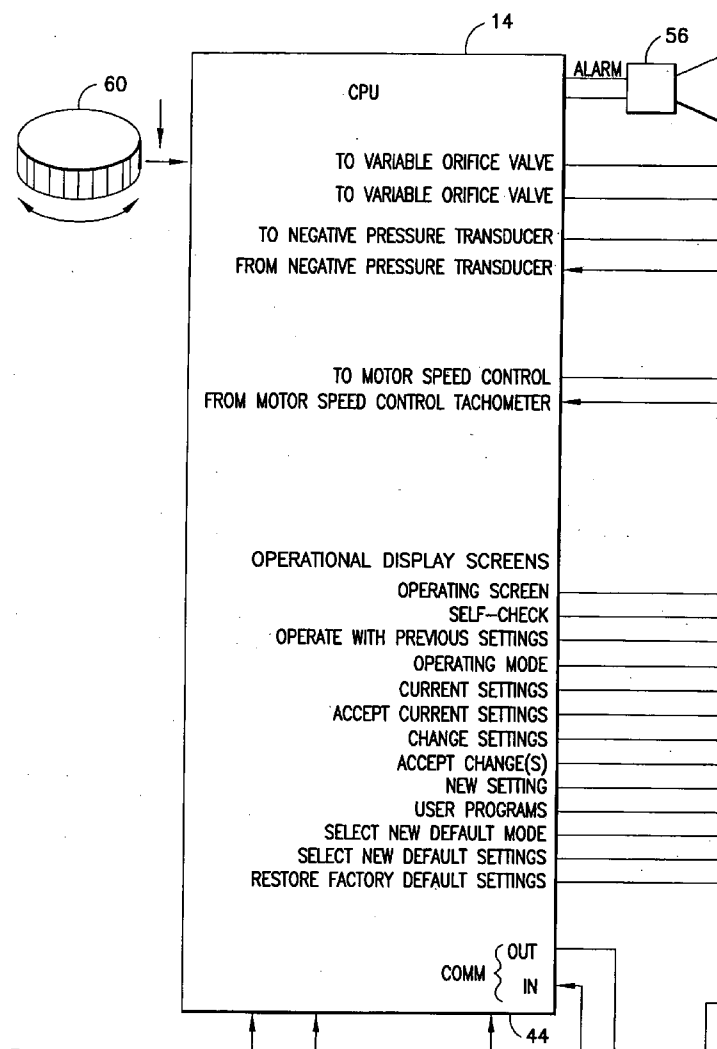 14
56
60
ALARM
CPU
TO VARIABLE ORIFICE VALVE
TO VARIABLE ORIFICE VALVE
TO NEGATIVE PRESSURE TRANSDUCER
FROM NEGATIVE PRESSURE TRANSDUCER
TO MOTOR SPEED CONTROL
FROM MOTOR SPEED CONTROL TACHOMETER
OPERATIONAL DISPLAY SCREENS
OPERATING SCREEN
SELF-CHECK
OPERATE WITH PREVIOUS SETTINGS
OPERATING MODE
CURRENT SETTINGS
ACCEPT CURRENT SETTINGS
CHANGE SETTINGS
ACCEPT CHANGE(S)
NEW SETTING
USER PROGRAMS
SELECT NEW DEFAULT MODE
SELECT NEW DEFAULT SETTINGS
RESTORE FACTORY DEFAULT SETTINGS
OUT
COMM
IN
44